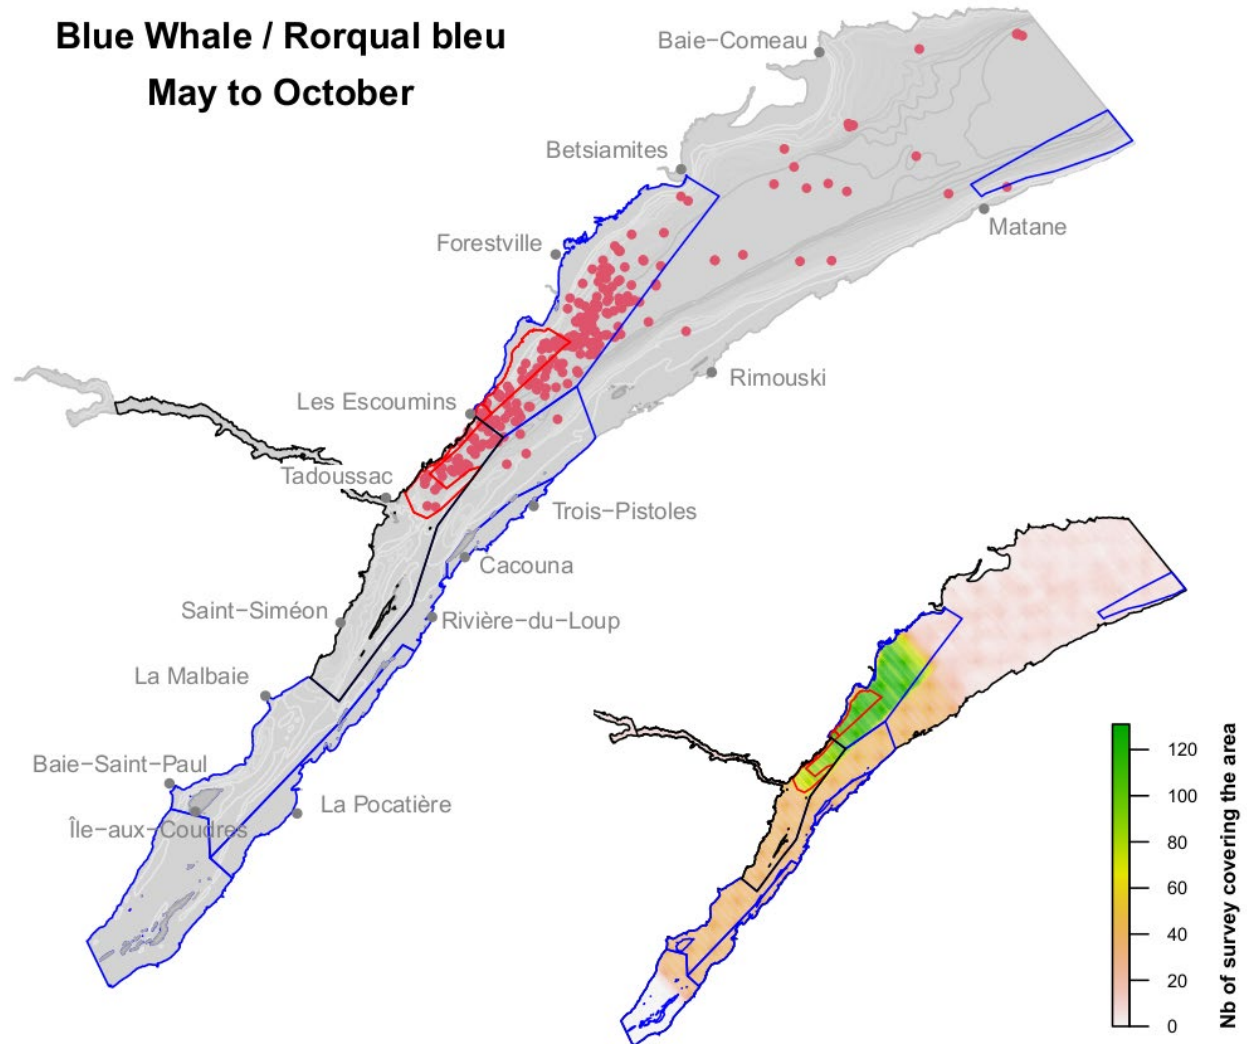 Blue Whale / Rorqual bleu
May to October
Baie−Comeau
Betsiamites
Forestville
Matane
Les Escoumins
Rimouski
Tadoussac
Trois−Pistoles
Cacouna
Saint−Siméon
Rivière−du−Loup
La Malbaie
Baie−Saint−Paul
La Pocatière
Île−aux−Coudres
120
100
80
60
40
20
0
Nb of survey covering the area